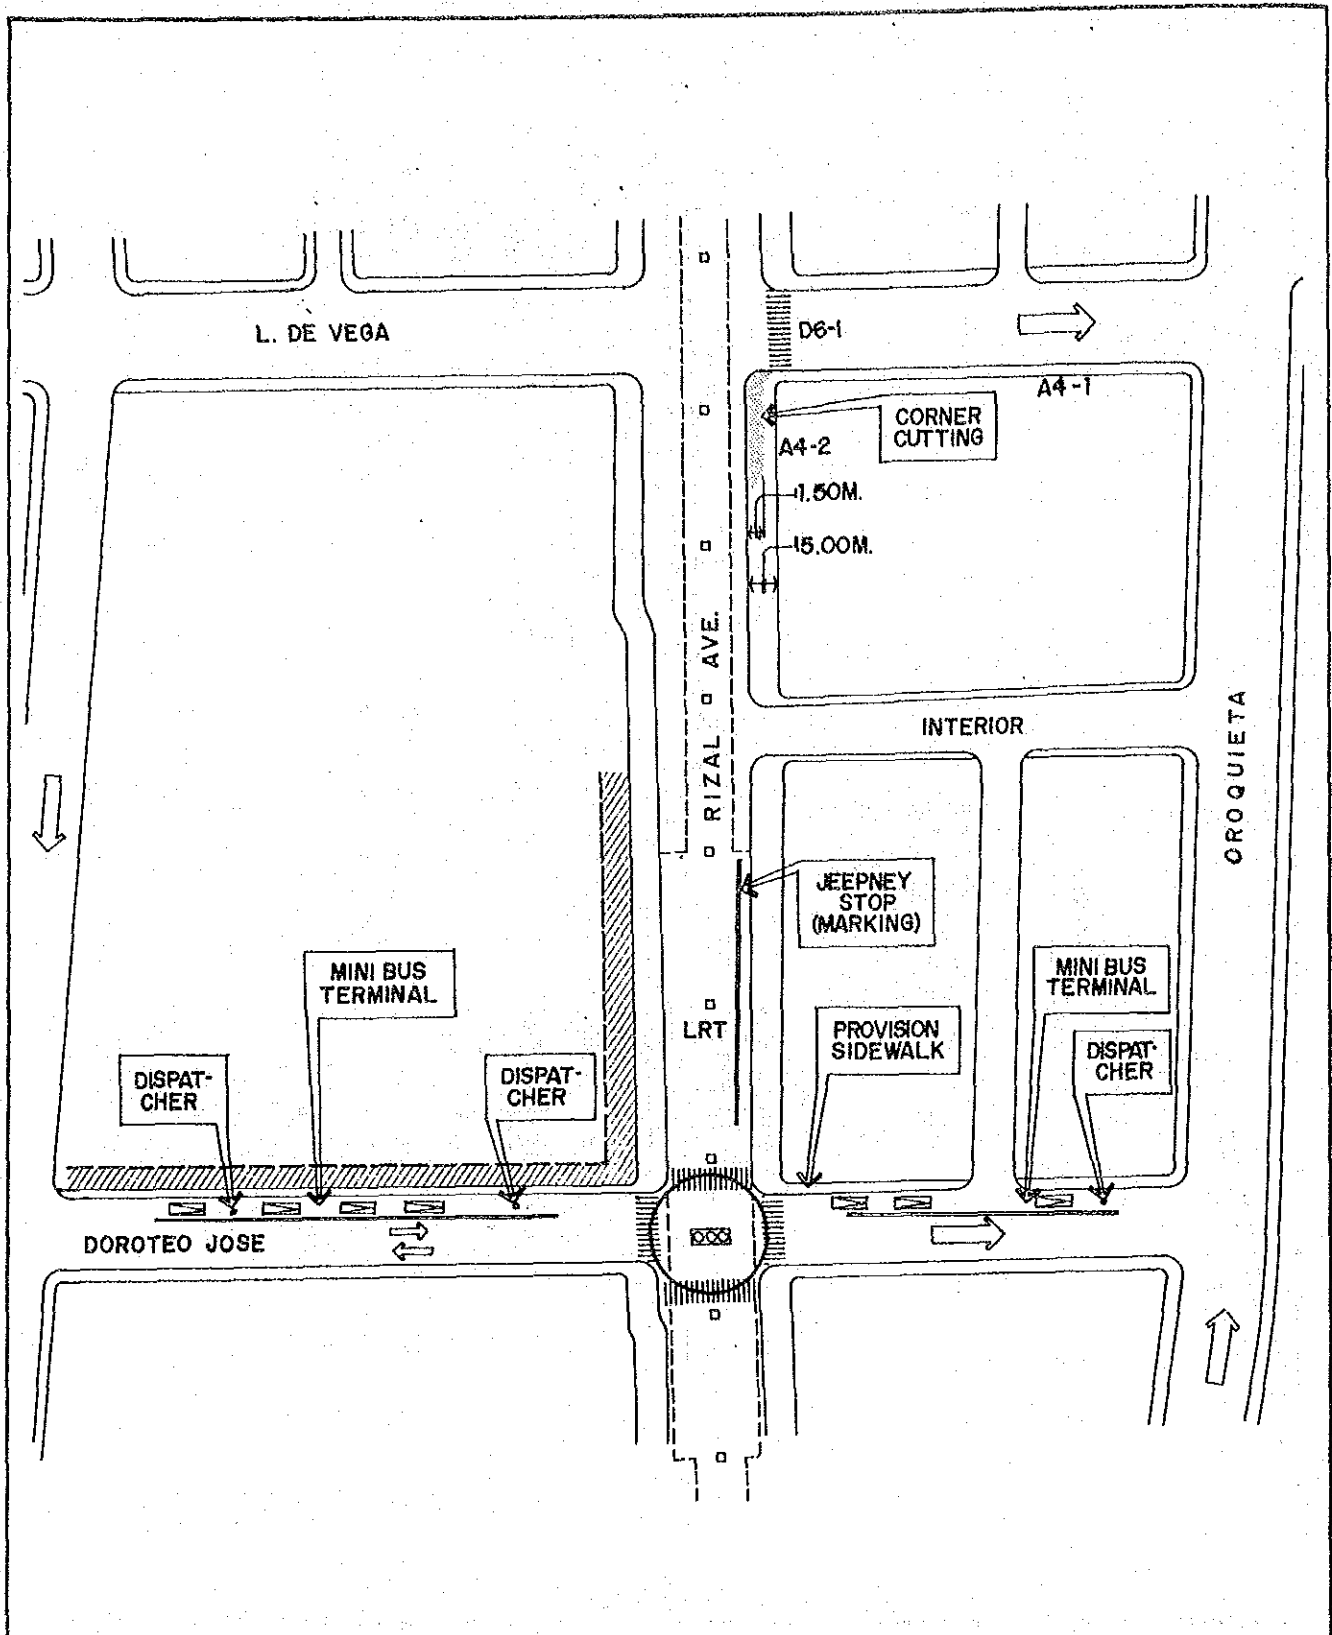 L. DE VEGA
D6-1
A4-1
CORNER
CUTTING
A4-2
1.50M.
15.00M.
RIZAL AVE.
INTERIOR
OROQUIETA
JEEPNEY
STOP
(MARKING)
MINI BUS
TERMINAL
MINI BUS
TERMINAL
LRT
PROVISION
SIDEWALK
DISPAT-
CHER
DISPAT-
CHER
DISPAT-
CHER
DOROTEO JOSE